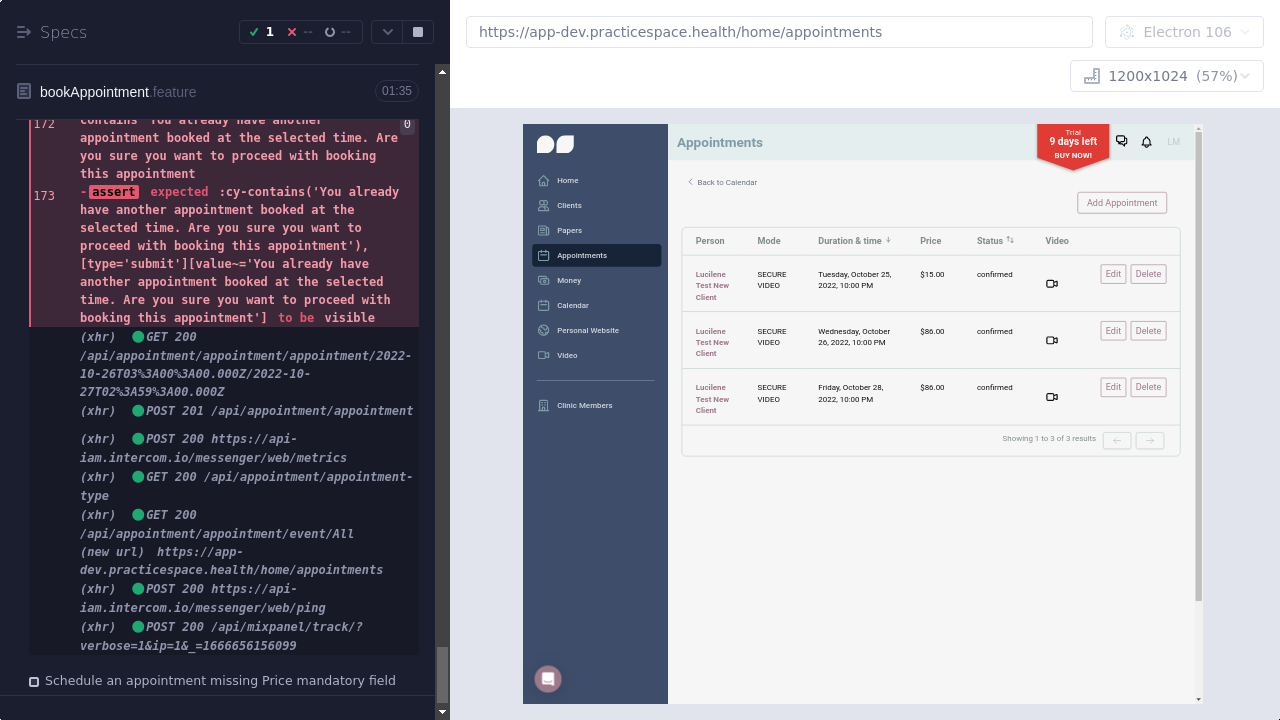 Specs
1
--
--
https://app-dev.practicespace.health/home/appointments
Electron 106
1200x1024 (57%)
bookAppointment.feature
01:35
172
contains You already have another
0
appointment booked at the selected time. Are
you sure you want to proceed with booking
this appointment
173
-assert expected :cy-contains('You already
have another appointment booked at the
selected time. Are you sure you want to
proceed with booking this appointment'),
[type='submit'][value~='You already have
another appointment booked at the selected
time. Are you sure you want to proceed with
booking this appointment'] to be visible
(xhr) GET 200
/api/appointment/appointment/appointment/2022-
10-26T03%3A00%3A00.000Z/2022-10-
27T02%3A59%3A00.000Z
(xhr) POST 201 /api/appointment/appointment
(xhr) POST 200 https://api-
iam.intercom.io/messenger/web/metrics
(xhr) GET 200 /api/appointment/appointment-
type
(xhr) GET 200
/api/appointment/appointment/event/All
(new url) https://app-
dev.practicespace.health/home/appointments
(xhr) POST 200 https://api-
iam.intercom.io/messenger/web/ping
(xhr) POST 200 /api/mixpanel/track/?
verbose=1&ip=1&_=1666656156099
Schedule an appointment missing Price mandatory field
Home
Clients
Papers
Appointments
Money
Calendar
Personal Website
Video
Clinic Members
Appointments
Trial
9 days left
BUY NOW!
LM
Back to Calendar
Add Appointment
Person Mode Duration & time Price Status Video
Lucilene SECURE Tuesday, October 25, $15.00 confirmed Edit Delete
Test New VIDEO 2022, 10:00 PM
Client
Lucilene SECURE Wednesday, October $86.00 confirmed Edit Delete
Test New VIDEO 26, 2022, 10:00 PM
Client
Lucilene SECURE Friday, October 28, $86.00 confirmed Edit Delete
Test New VIDEO 2022, 10:00 PM
Client
Showing 1 to 3 of 3 results